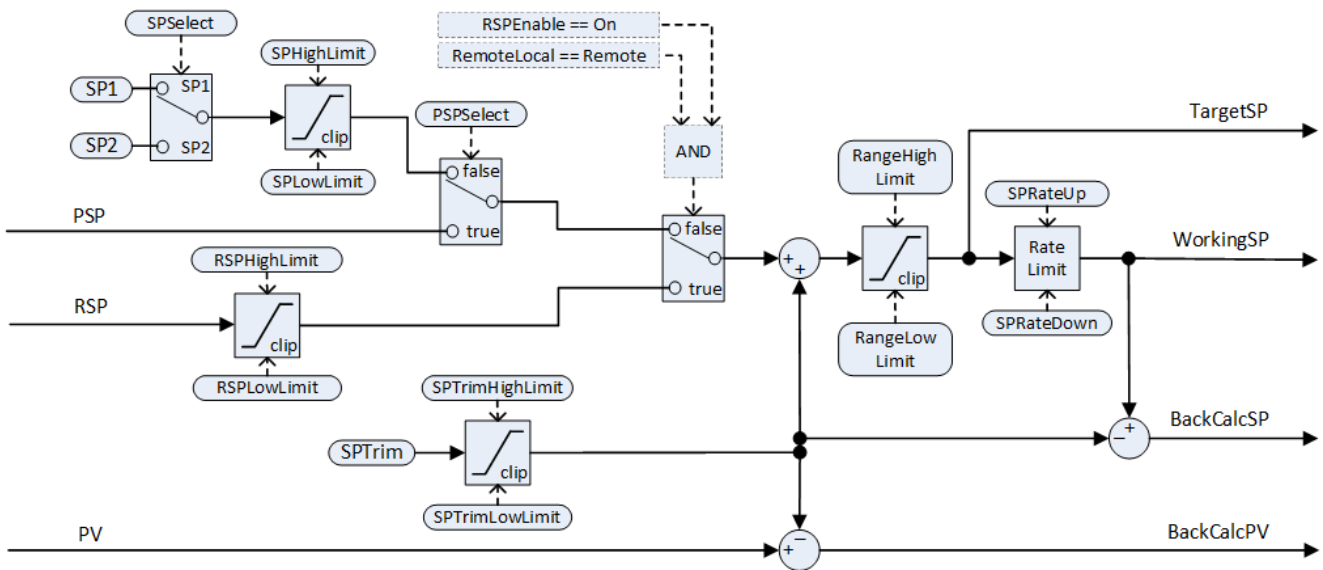 SPSelect
RSPEnable == On
RemoteLocal == Remote
SPHighLimit
SP1
SP1
SP2
SP2
clip
SPLowLimit
PSPSelect
false
true
PSP
AND
false
true
RSPHighLimit
RSP
clip
RSPLowLimit
+
+
RangeHigh
Limit
clip
RangeLow
Limit
TargetSP
SPRateUp
Rate
Limit
SPRateDown
WorkingSP
SPTrimHighLimit
SPTrim
clip
SPTrimLowLimit
−
+
BackCalcSP
PV
+
−
BackCalcPV